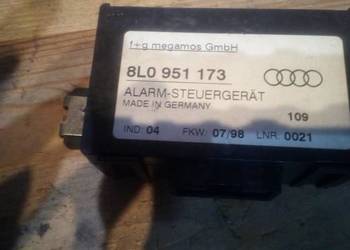 f+g megamos GmbH
8L0 951 173
ALARM-STEUERGERÄT
MADE IN GERMANY
109
IND: 04 FKW: 07/98 LNR: 0021